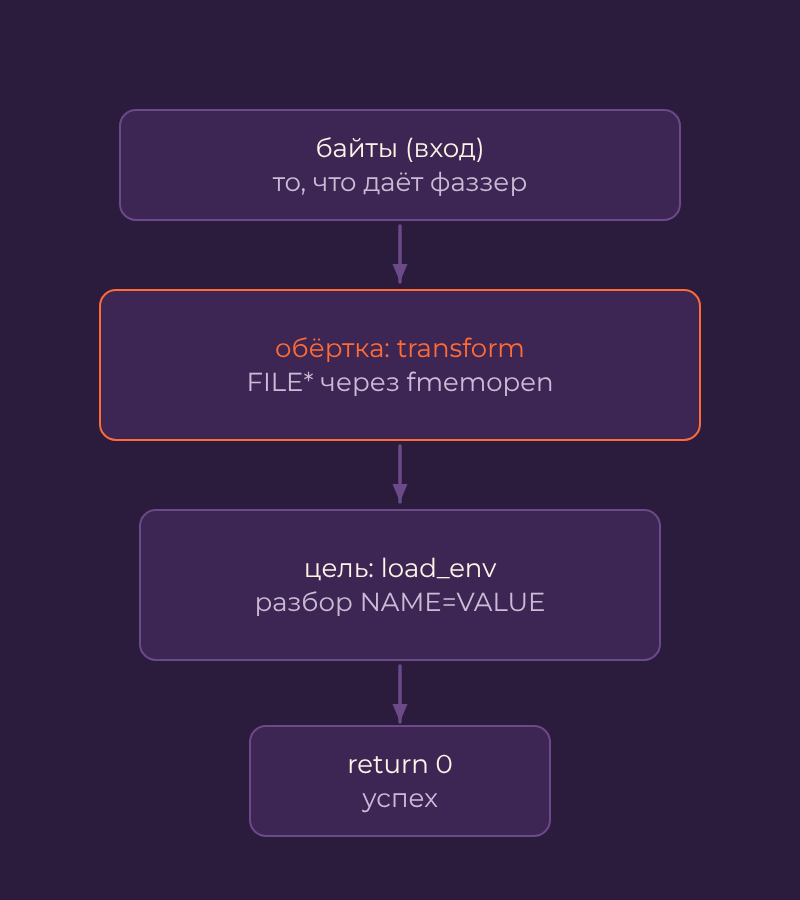 байты (вход)
то, что даёт фаззер
обёртка: transform
FILE* через fmemopen
цель: load_env
разбор NAME=VALUE
return 0
успех